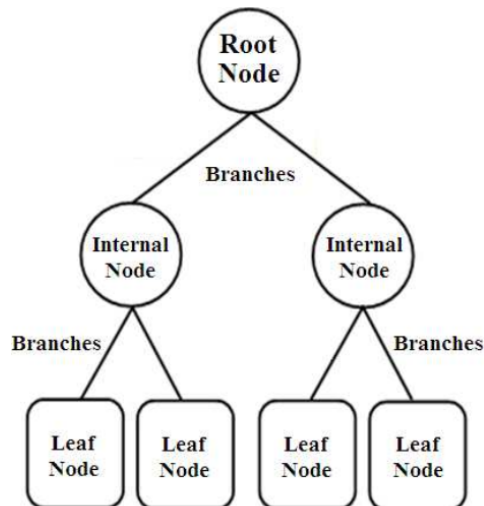 Root
Node
Branches
Internal
Node
Internal
Node
Branches
Branches
Leaf
Node
Leaf
Node
Leaf
Node
Leaf
Node